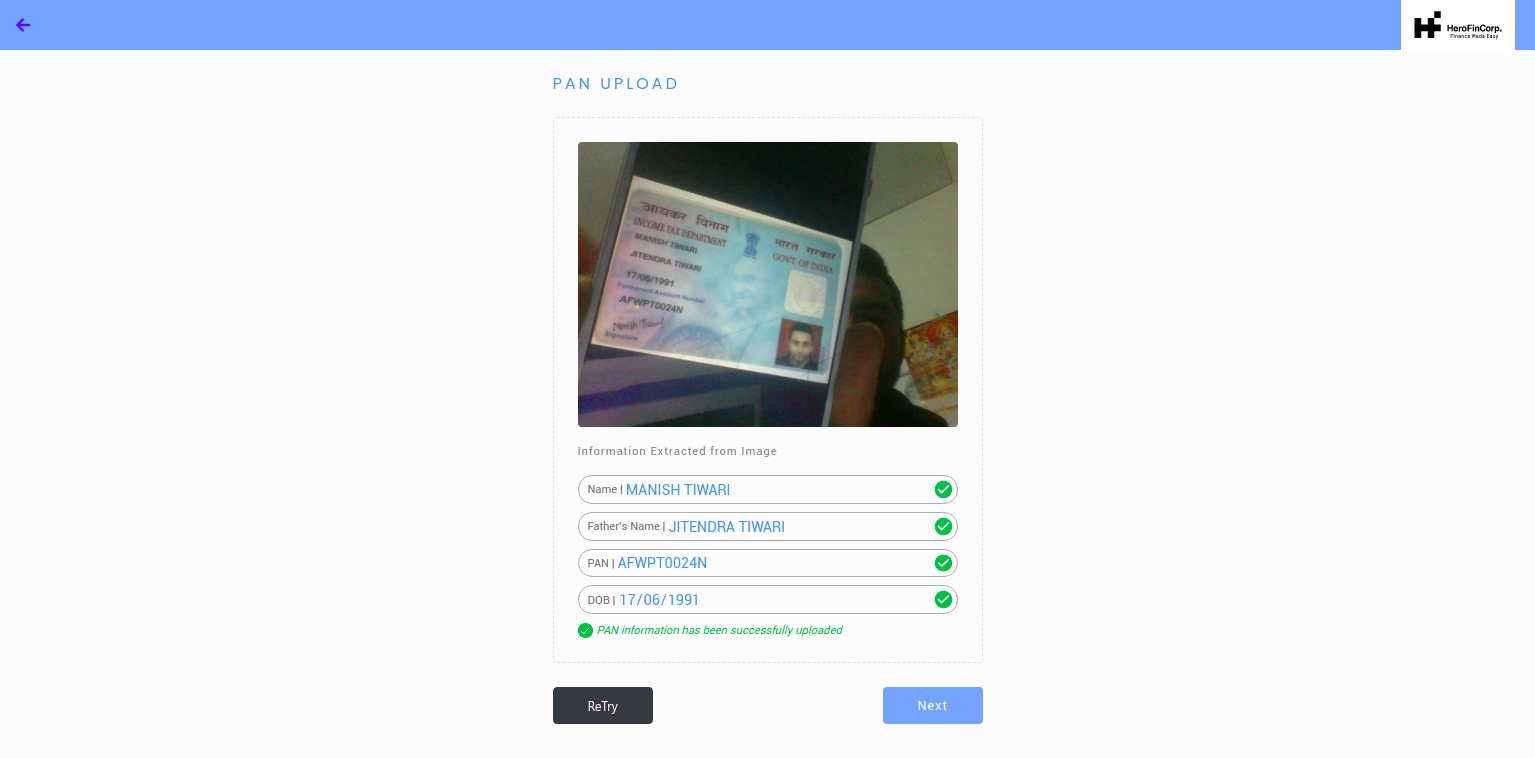 HeroFinCorp.
Finance Made Easy
PAN UPLOAD
आयकर विभाग
INCOME TAX DEPARTMENT
भारत सरकार
GOVT. OF INDIA
MANISH TIWARI
JITENDRA TIWARI
17/06/1991
Permanent Account Number
AFWPT0024N
Manish Tiwari
Signature
Information Extracted from Image
Name | MANISH TIWARI
Father's Name | JITENDRA TIWARI
PAN | AFWPT0024N
DOB | 17/06/1991
PAN information has been successfully uploaded
ReTry
Next